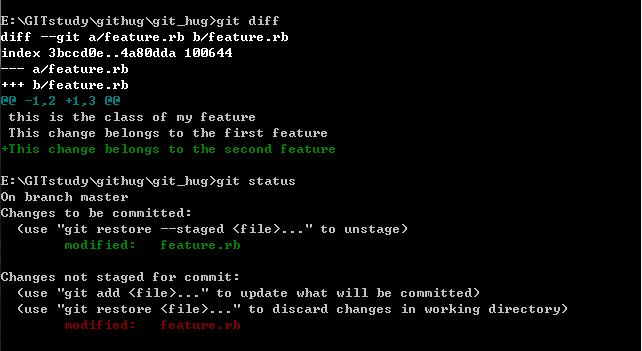 E:\GITstudy\githug\git_hug>git diff
diff --git a/feature.rb b/feature.rb
index 3bccd0e..4a80dda 100644
--- a/feature.rb
+++ b/feature.rb
@@ -1,2 +1,3 @@
 this is the class of my feature
 This change belongs to the first feature
+This change belongs to the second feature
E:\GITstudy\githug\git_hug>git status
On branch master
Changes to be committed:
  (use "git restore --staged <file>..." to unstage)
        modified:   feature.rb
Changes not staged for commit:
  (use "git add <file>..." to update what will be committed)
  (use "git restore <file>..." to discard changes in working directory)
        modified:   feature.rb